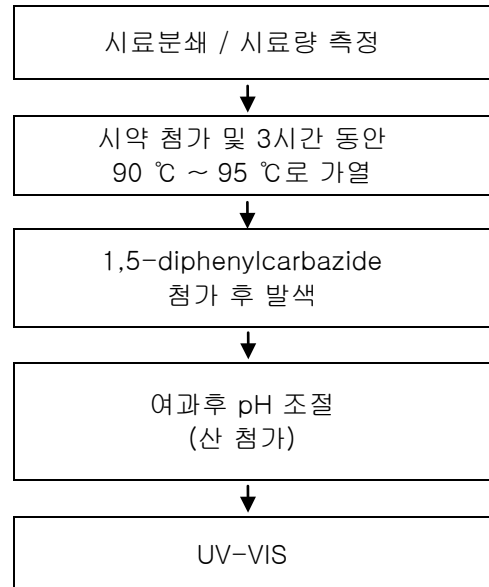 시료분쇄 / 시료량 측정
시약 첨가 및 3시간 동안
90 ℃ ~ 95 ℃로 가열
1,5-diphenylcarbazide
첨가 후 발색
여과후 pH 조절
(산 첨가)
UV-VIS